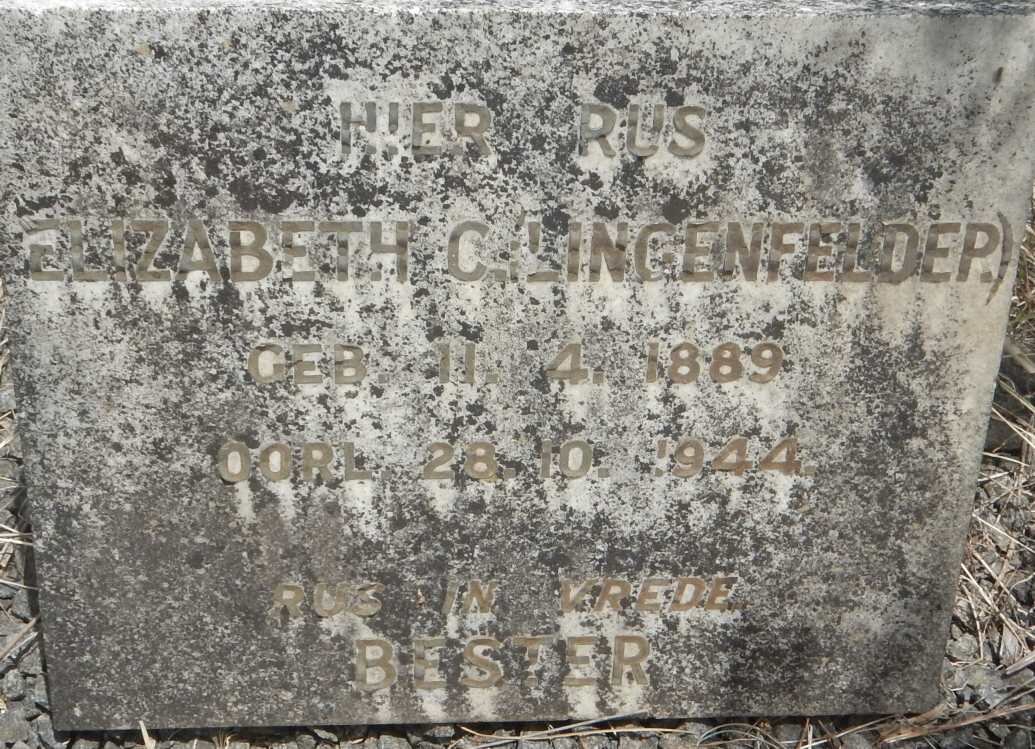 HIER RUS
ELIZABETH C. (LINGENFELDER)
GEB. 11. 4. 1889
OORL. 28. 10. 1944.
RUS IN VREDE.
BESTER